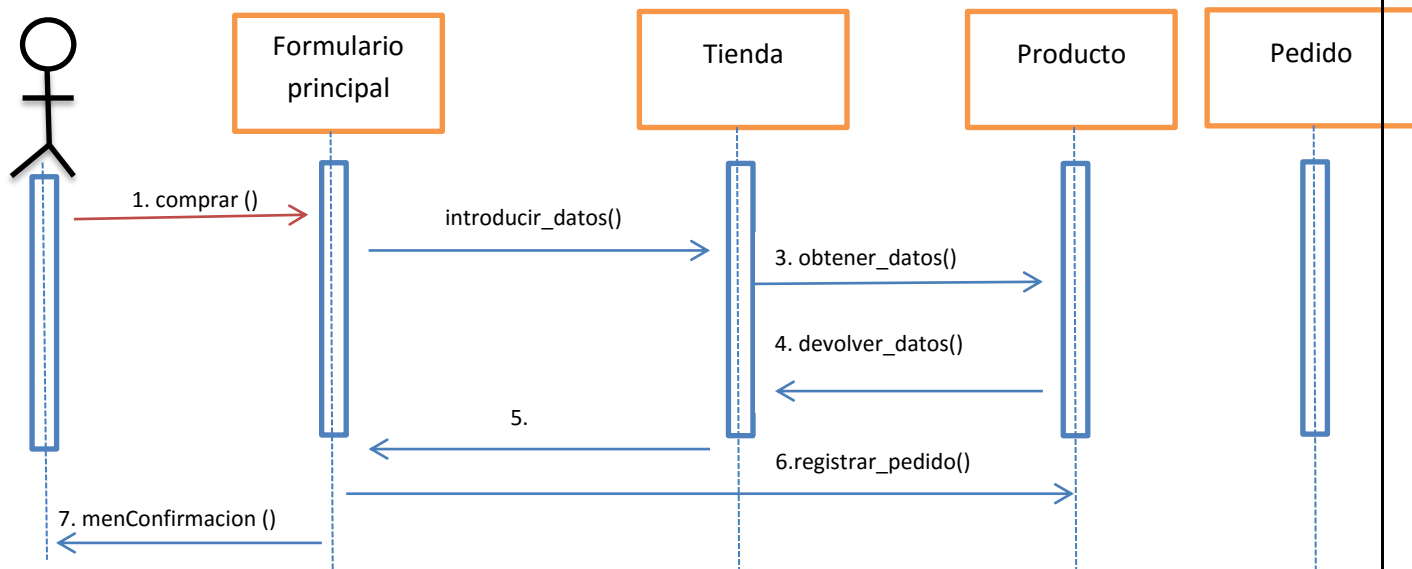 Formulario
principal
Tienda
Producto
Pedido
1. comprar ()
introducir_datos()
3. obtener_datos()
4. devolver_datos()
5.
6.registrar_pedido()
7. menConfirmacion ()